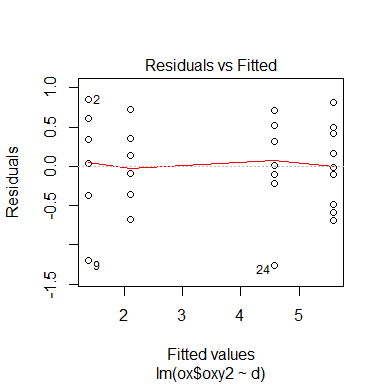 Residuals vs Fitted
Residuals
1.0
0.5
0.0
-0.5
-1.5
2
9
24
2 3 4 5
Fitted values
lm(ox$oxy2 ~ d)